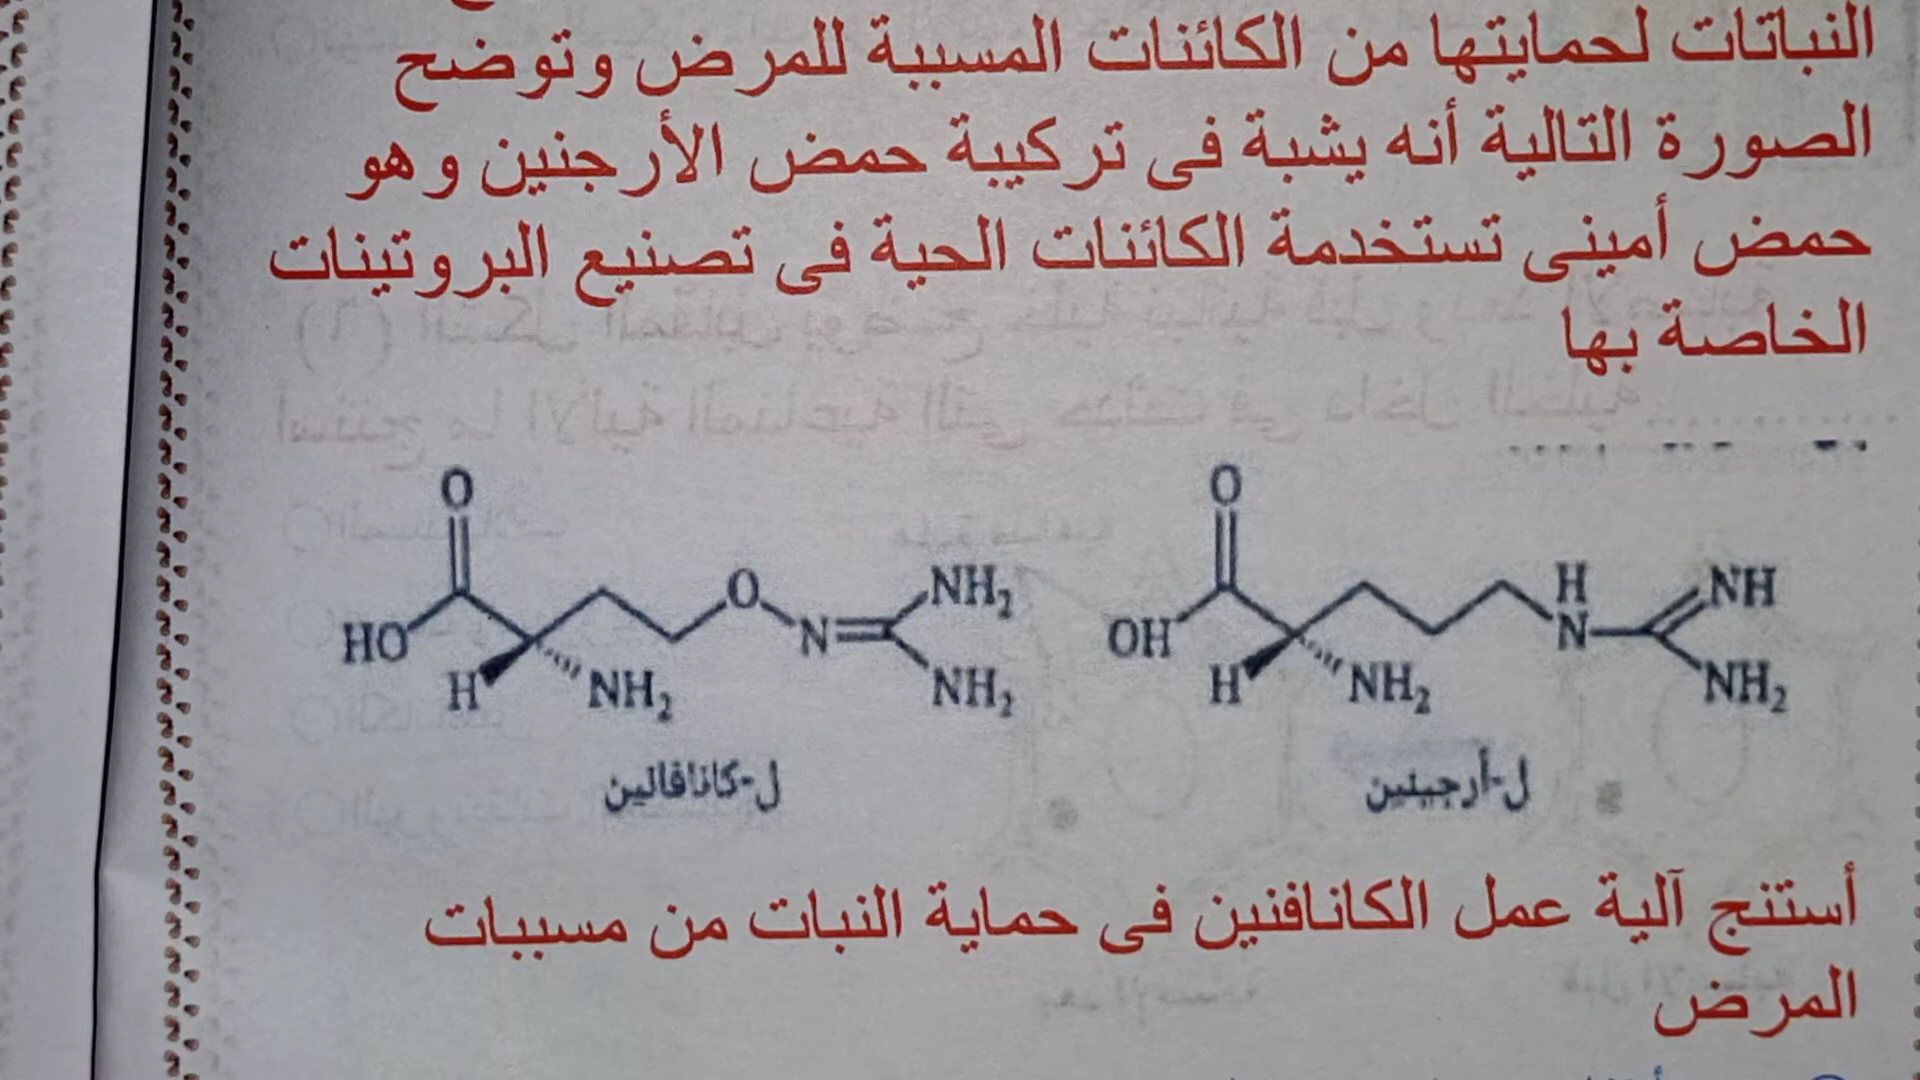 النباتات لحمايتها من الكائنات المسببة للمرض وتوضح
الصورة التالية أنه يشبة فى تركيبة حمض الأرجنين وهو
حمض أمينى تستخدمة الكائنات الحية فى تصنيع البروتينات
الخاصة بها
O O
HO H NH₂ O N NH₂ NH₂
OH H NH₂ H N NH NH₂
ل-كانافالين ل-أرجينين
أستنج آلية عمل الكنافنين فى حماية النبات من مسببات
المرض